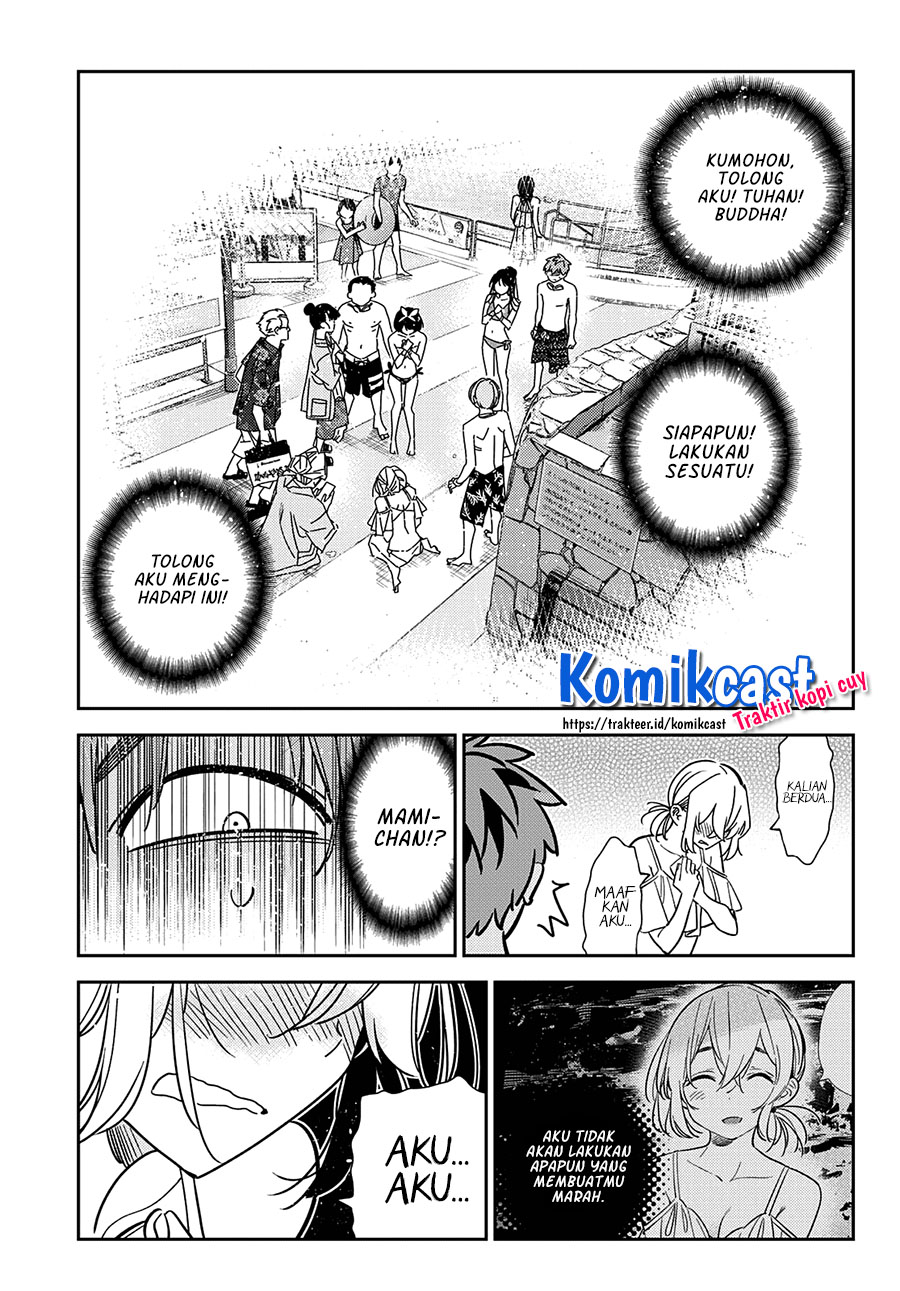 KUMOHON,
TOLONG
AKU! TUHAN!
BUDDHA!
SIAPAPUN!
LAKUKAN
SESUATU!
TOLONG
AKU MENG-
HADAPI INI!
Komikcast
https://trakteer.id/komikcast
Traktir kopi cuy
KALIAN
BERDUA...
MAAF
KAN
AKU...
MAMI-
CHAN!?
AKU TIDAK
AKAN LAKUKAN
APAPUN YANG
MEMBUATMU
MARAH.
AKU...
AKU...